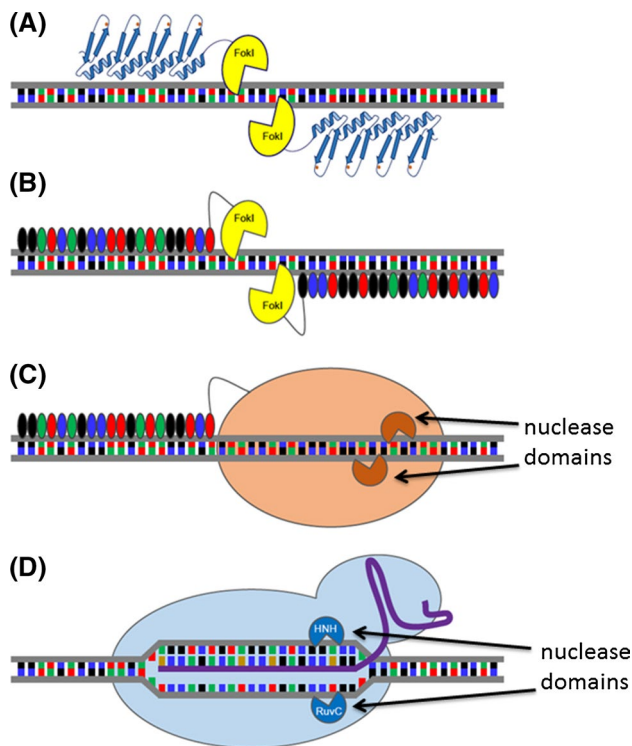 (A)
FokI
FokI
(B)
FokI
FokI
(C)
nuclease
domains
(D)
HNH
nuclease
domains
RuvC